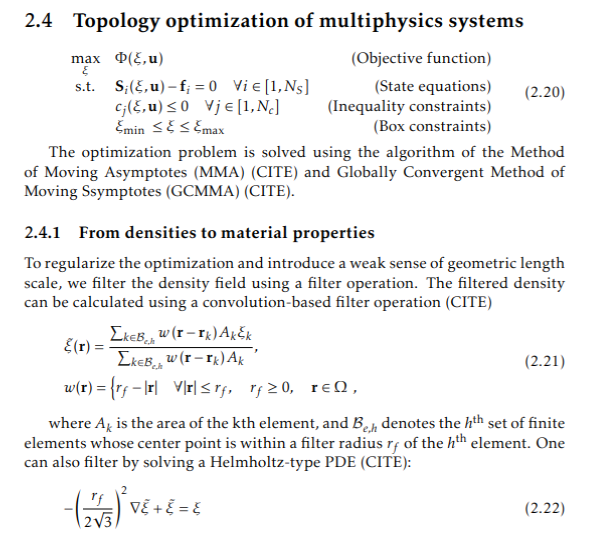 2.4 Topology optimization of multiphysics systems
max_ξ Φ(ξ,u) (Objective function)
s.t. S_i(ξ,u) − f_i = 0 ∀i ∈ [1,N_S] (State equations)
(2.20)
c_j(ξ,u) ≤ 0 ∀j ∈ [1,N_c] (Inequality constraints)
ξ_min ≤ ξ ≤ ξ_max (Box constraints)
The optimization problem is solved using the algorithm of the Method
of Moving Asymptotes (MMA) (CITE) and Globally Convergent Method of
Moving Ssymptotes (GCMMA) (CITE).
2.4.1 From densities to material properties
To regularize the optimization and introduce a weak sense of geometric length
scale, we filter the density field using a filter operation. The filtered density
can be calculated using a convolution-based filter operation (CITE)
ξ̃(r) = ∑_{k∈B_{e,h}} w(r − r_k) A_k ξ_k / ∑_{k∈B_{e,h}} w(r − r_k) A_k,
(2.21)
w(r) = {r_f − |r| ∀|r| ≤ r_f, r_f ≥ 0, r ∈ Ω ,
where A_k is the area of the kth element, and B_{e,h} denotes the h^th set of finite
elements whose center point is within a filter radius r_f of the h^th element. One
can also filter by solving a Helmholtz-type PDE (CITE):
−(r_f / 2√3)^2 ∇ξ̃ + ξ̃ = ξ (2.22)